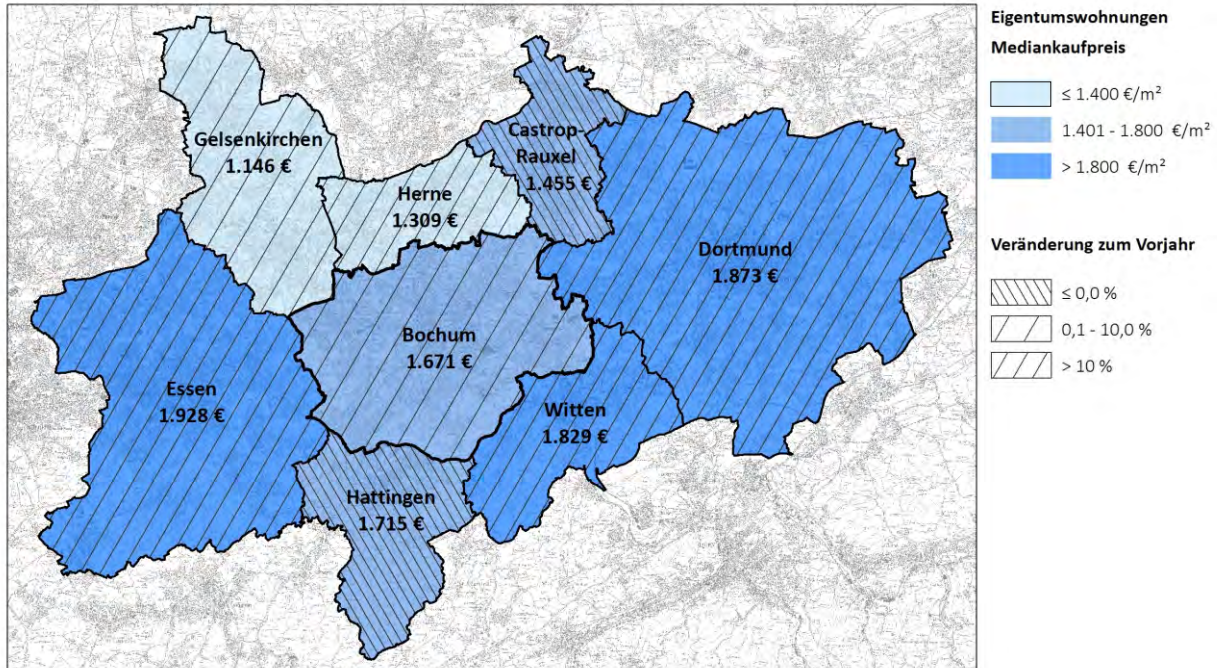 Eigentumswohnungen
Mediankaufpreis
≤ 1.400 €/m²
1.401 - 1.800 €/m²
> 1.800 €/m²
Veränderung zum Vorjahr
≤ 0,0 %
0,1 - 10,0 %
> 10 %
Gelsenkirchen
1.146 €
Castrop-
Rauxel
1.455 €
Herne
1.309 €
Dortmund
1.873 €
Bochum
1.671 €
Essen
1.928 €
Witten
1.829 €
Hattingen
1.715 €